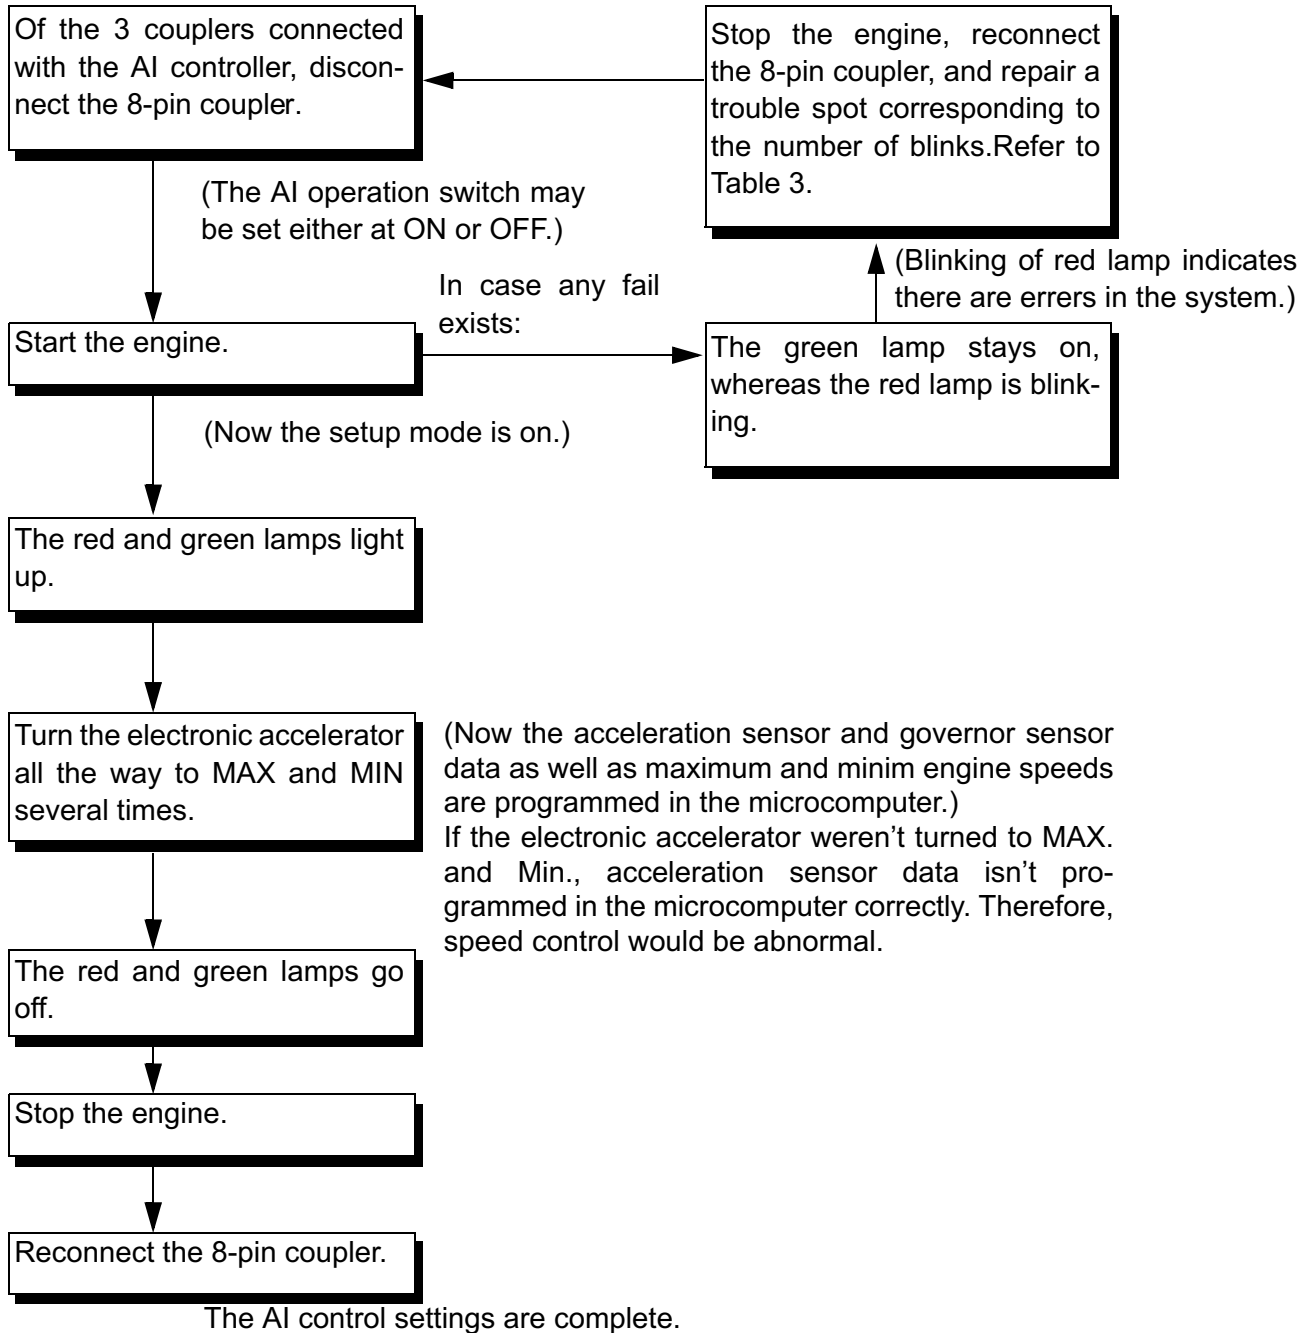 Of the 3 couplers connected
with the AI controller, discon-
nect the 8-pin coupler.
Stop the engine, reconnect
the 8-pin coupler, and repair a
trouble spot corresponding to
the number of blinks.Refer to
Table 3.
(The AI operation switch may
be set either at ON or OFF.)
(Blinking of red lamp indicates
there are errers in the system.)
In case any fail
exists:
Start the engine.
The green lamp stays on,
whereas the red lamp is blink-
ing.
(Now the setup mode is on.)
The red and green lamps light
up.
Turn the electronic accelerator
all the way to MAX and MIN
several times.
(Now the acceleration sensor and governor sensor
data as well as maximum and minim engine speeds
are programmed in the microcomputer.)
If the electronic accelerator weren't turned to MAX.
and Min., acceleration sensor data isn't pro-
grammed in the microcomputer correctly. Therefore,
speed control would be abnormal.
The red and green lamps go
off.
Stop the engine.
Reconnect the 8-pin coupler.
The AI control settings are complete.